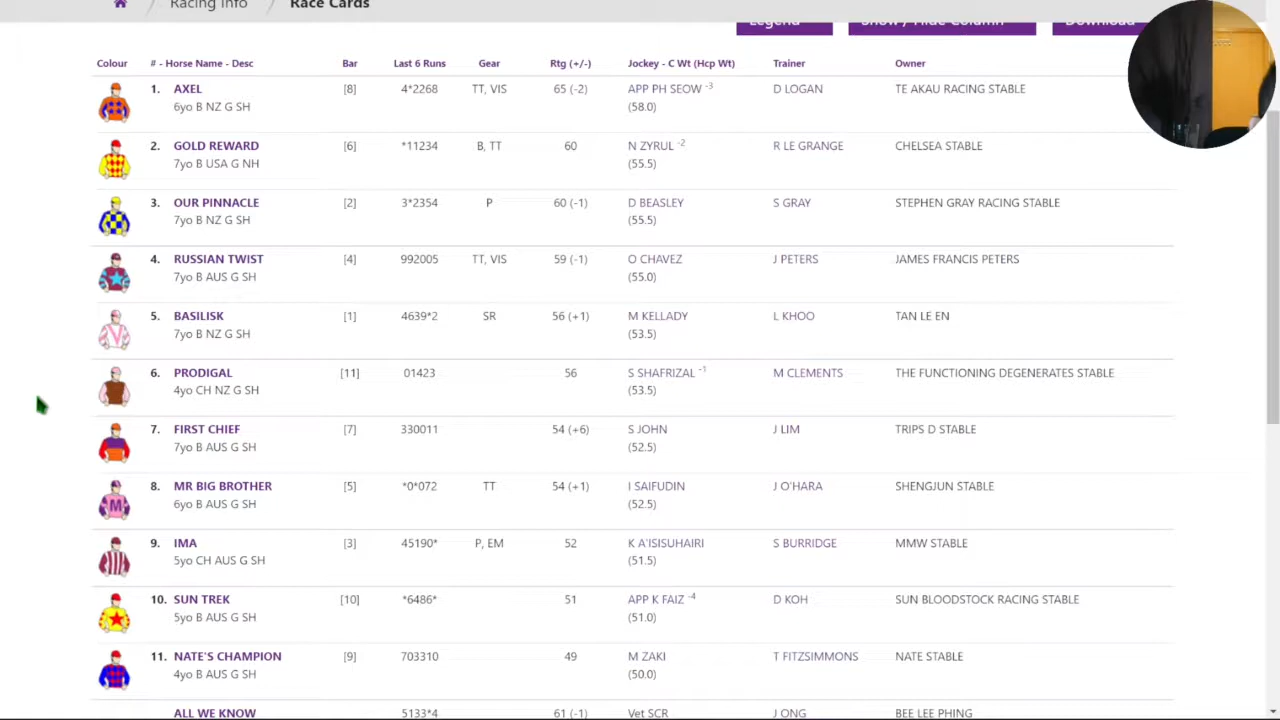 Racing Info / Race Cards
Legend Show / Hide Column Download
Colour # - Horse Name - Desc Bar Last 6 Runs Gear Rtg (+/-) Jockey - C Wt (Hcp Wt) Trainer Owner
1. AXEL [8] 4*2268 TT, VIS 65 (-2) APP PH SEOW -3 D LOGAN TE AKAU RACING STABLE
6yo B NZ G SH (58.0)
2. GOLD REWARD [6] *11234 B, TT 60 N ZYRUL -2 R LE GRANGE CHELSEA STABLE
7yo B USA G NH (55.5)
3. OUR PINNACLE [2] 3*2354 P 60 (-1) D BEASLEY S GRAY STEPHEN GRAY RACING STABLE
7yo B NZ G SH (55.5)
4. RUSSIAN TWIST [4] 992005 TT, VIS 59 (-1) O CHAVEZ J PETERS JAMES FRANCIS PETERS
7yo B AUS G SH (55.0)
5. BASILISK [1] 4639*2 SR 56 (+1) M KELLADY L KHOO TAN LE EN
7yo B NZ G SH (53.5)
6. PRODIGAL [11] 01423 56 S SHAFRIZAL -1 M CLEMENTS THE FUNCTIONING DEGENERATES STABLE
4yo CH NZ G SH (53.5)
7. FIRST CHIEF [7] 330011 54 (+6) S JOHN J LIM TRIPS D STABLE
7yo B AUS G SH (52.5)
8. MR BIG BROTHER [5] *0*072 TT 54 (+1) I SAIFUDIN J O'HARA SHENGJUN STABLE
M
6yo B AUS G SH (52.5)
9. IMA [3] 45190* P, EM 52 K A'ISISUHAIRI S BURRIDGE MMW STABLE
5yo CH AUS G SH (51.5)
10. SUN TREK [10] *6486* 51 APP K FAIZ -4 D KOH SUN BLOODSTOCK RACING STABLE
5yo B AUS G SH (51.0)
11. NATE'S CHAMPION [9] 703310 49 M ZAKI T FITZSIMMONS NATE STABLE
4yo B AUS G SH (50.0)
ALL WE KNOW 5133*4 61 (-1) Vet SCR J ONG BEE LEE PHING